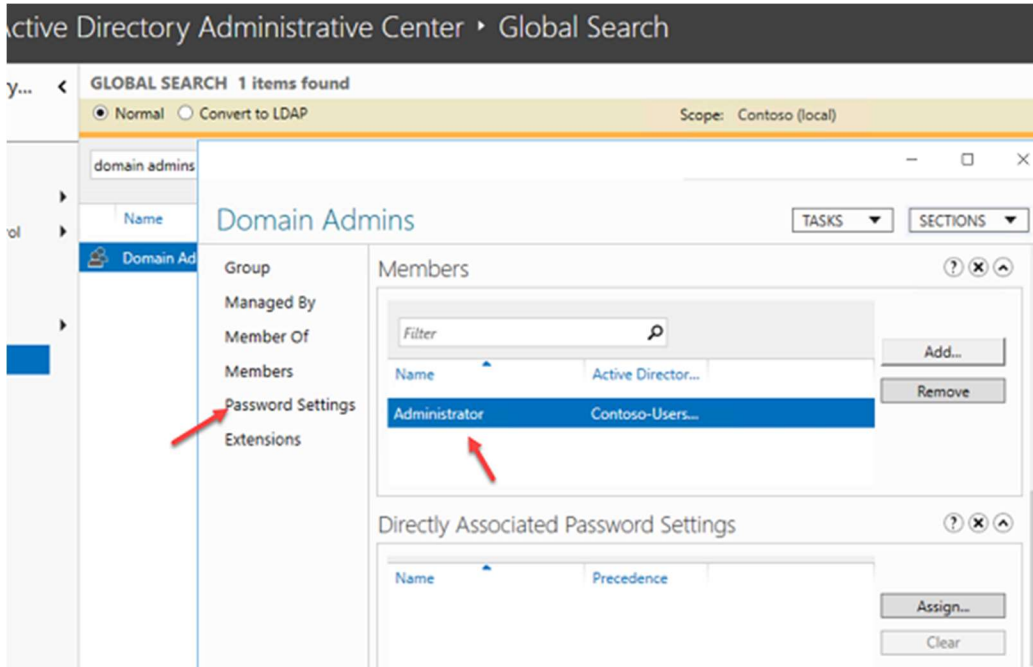 Active Directory Administrative Center ‣ Global Search
y...
GLOBAL SEARCH 1 items found
Normal Convert to LDAP Scope: Contoso (local)
domain admins
Name
rol
Domain Ad
Domain Admins
TASKS SECTIONS
Group
Managed By
Member Of
Members
Password Settings
Extensions
Members
Filter
Add...
Remove
Name Active Director...
Administrator Contoso-Users...
Directly Associated Password Settings
Name Precedence
Assign...
Clear